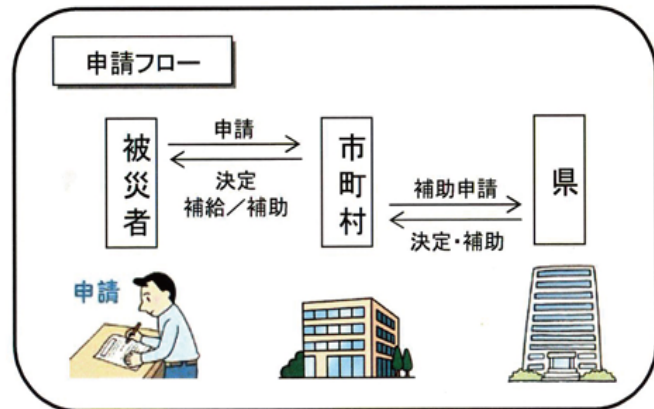 申請フロー
被災者
申請
決定
補給／補助
市町村
補助申請
決定・補助
県
申請